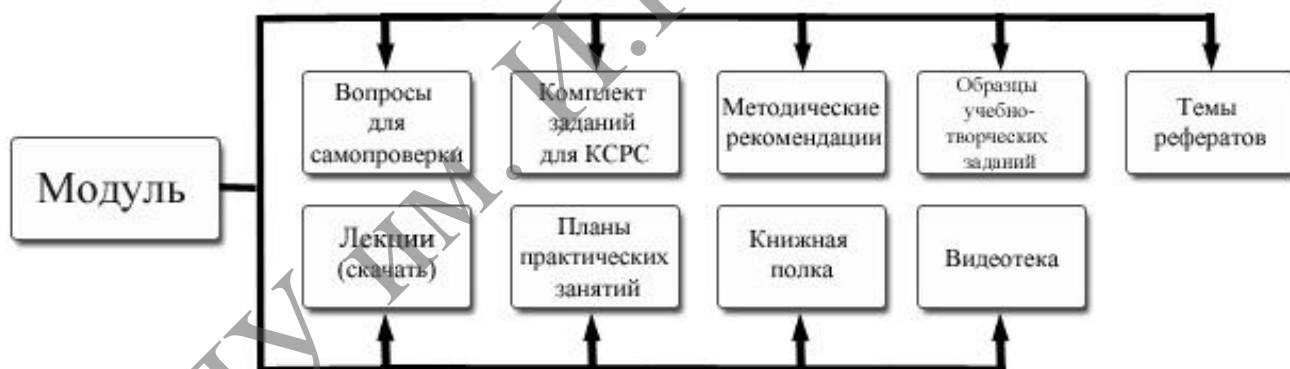 Вопросы
для
самопроверки
Комплект
заданий
для КСРС
Методические
рекомендации
Образцы
учебно-
творческих
заданий
Темы
рефератов
Модуль
Лекции
(скачать)
Планы
практических
занятий
Книжная
полка
Видеотека